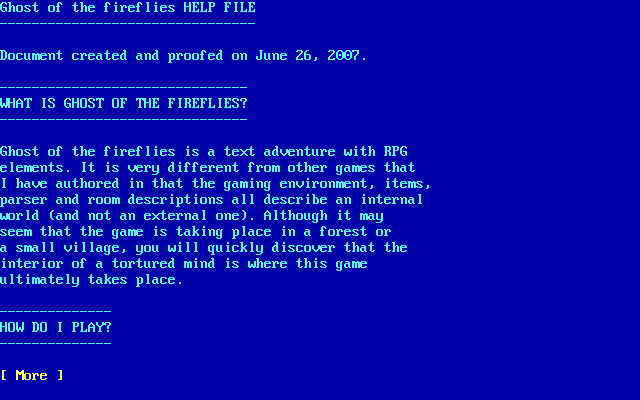 Ghost of the fireflies HELP FILE
--------------------------------
Document created and proofed on June 26, 2007.
-------------------------------
WHAT IS GHOST OF THE FIREFLIES?
-------------------------------
Ghost of the fireflies is a text adventure with RPG
elements. It is very different from other games that
I have authored in that the gaming environment, items,
parser and room descriptions all describe an internal
world (and not an external one). Although it may
seem that the game is taking place in a forest or
a small village, you will quickly discover that the
interior of a tortured mind is where this game
ultimately takes place.
--------------
HOW DO I PLAY?
--------------
[ More ]